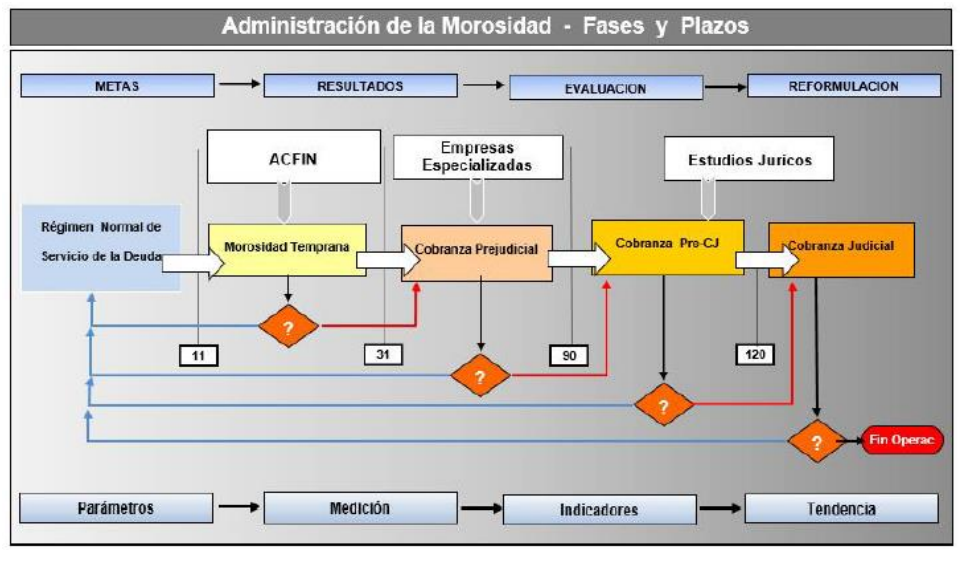 Administración de la Morosidad - Fases y Plazos
METAS
RESULTADOS
EVALUACION
REFORMULACION
ACFIN
Empresas
Especializadas
Estudios Juricos
Régimen Normal de
Servicio de la Deuda
Morosidad Temprana
Cobranza Prejudicial
Cobranza Pre-CJ
Cobranza Judicial
?
11
31
?
90
120
?
?
Fin Operac
Parámetros
Medición
Indicadores
Tendencia